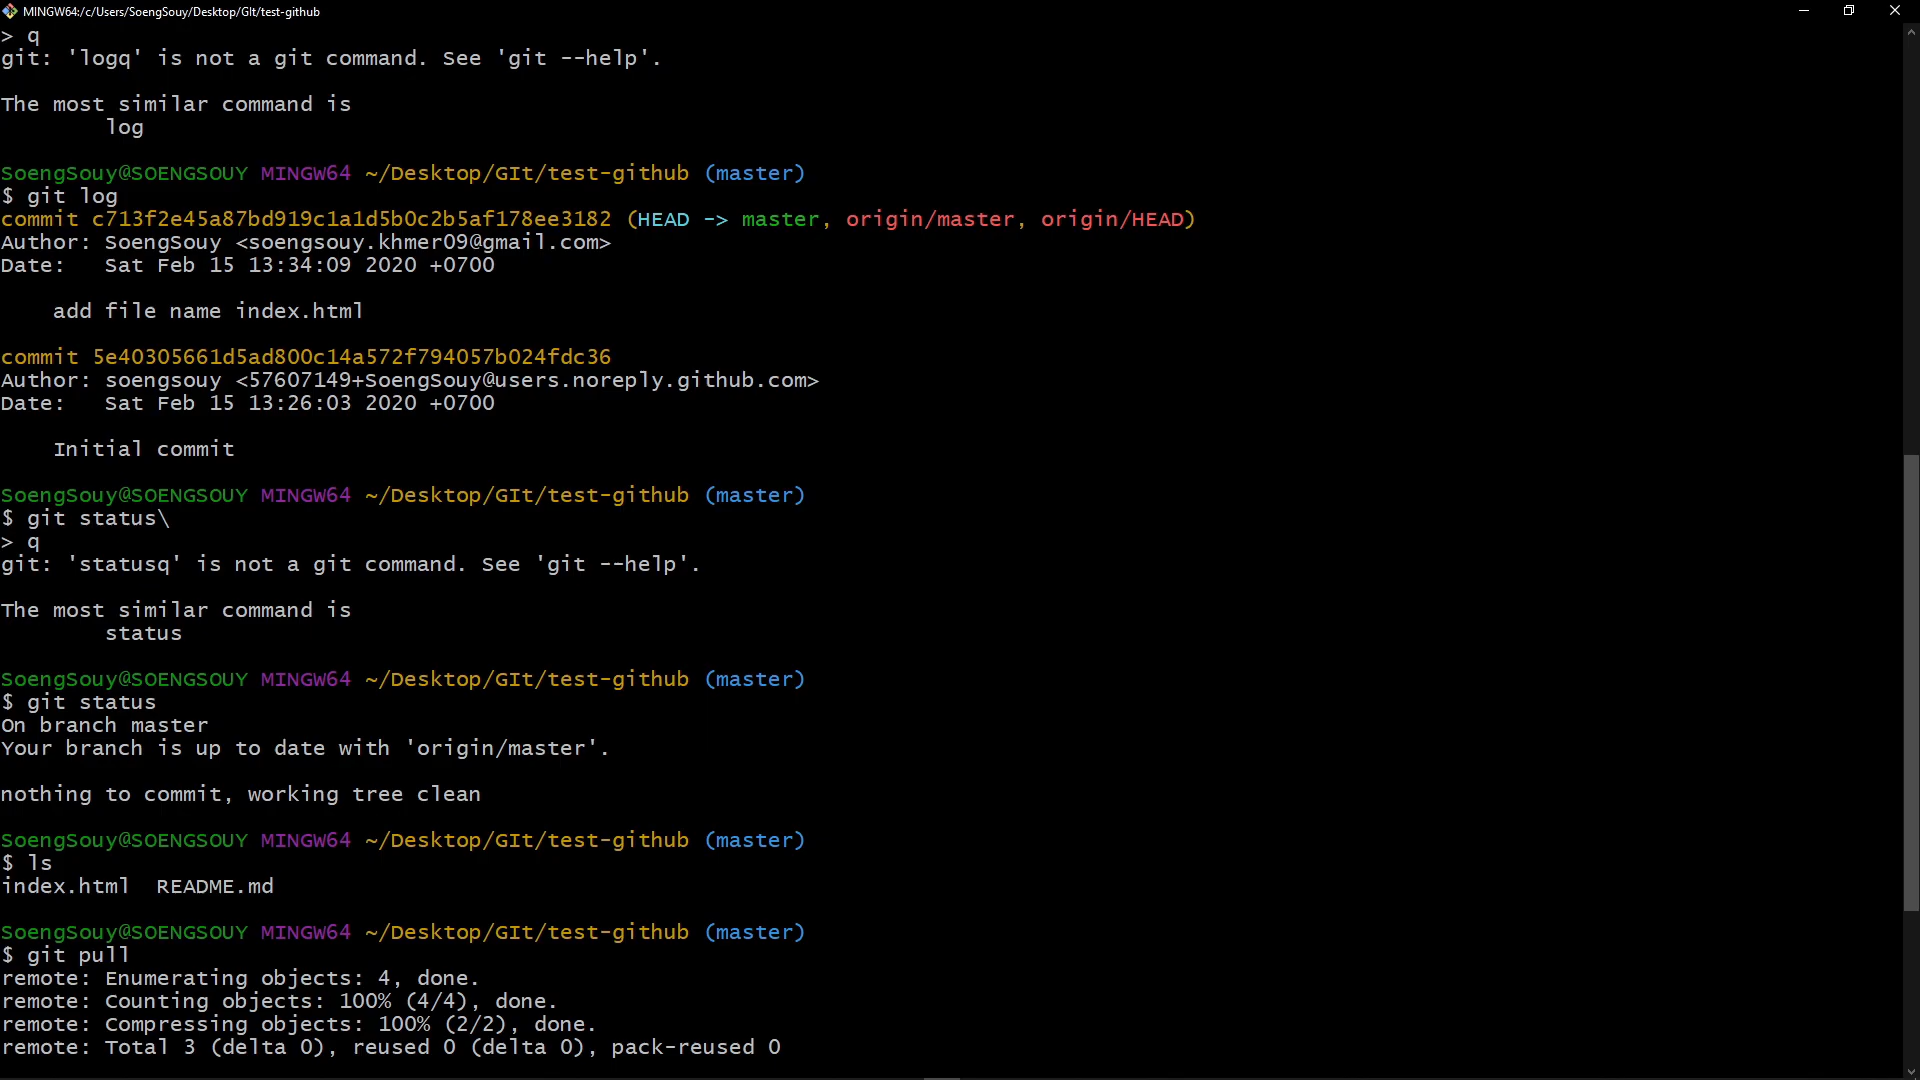 MINGW64:/c/Users/SoengSouy/Desktop/GIt/test-github
> q
git: 'logq' is not a git command. See 'git --help'.
The most similar command is
log
SoengSouy@SOENGSOUY MINGW64 ~/Desktop/GIt/test-github (master)
$ git log
commit c713f2e45a87bd919c1a1d5b0c2b5af178ee3182 (HEAD -> master, origin/master, origin/HEAD)
Author: SoengSouy <soengsouy.khmer09@gmail.com>
Date:   Sat Feb 15 13:34:09 2020 +0700
add file name index.html
commit 5e40305661d5ad800c14a572f794057b024fdc36
Author: soengsouy <57607149+SoengSouy@users.noreply.github.com>
Date:   Sat Feb 15 13:26:03 2020 +0700
Initial commit
SoengSouy@SOENGSOUY MINGW64 ~/Desktop/GIt/test-github (master)
$ git status\
> q
git: 'statusq' is not a git command. See 'git --help'.
The most similar command is
status
SoengSouy@SOENGSOUY MINGW64 ~/Desktop/GIt/test-github (master)
$ git status
On branch master
Your branch is up to date with 'origin/master'.
nothing to commit, working tree clean
SoengSouy@SOENGSOUY MINGW64 ~/Desktop/GIt/test-github (master)
$ ls
index.html  README.md
SoengSouy@SOENGSOUY MINGW64 ~/Desktop/GIt/test-github (master)
$ git pull
remote: Enumerating objects: 4, done.
remote: Counting objects: 100% (4/4), done.
remote: Compressing objects: 100% (2/2), done.
remote: Total 3 (delta 0), reused 0 (delta 0), pack-reused 0